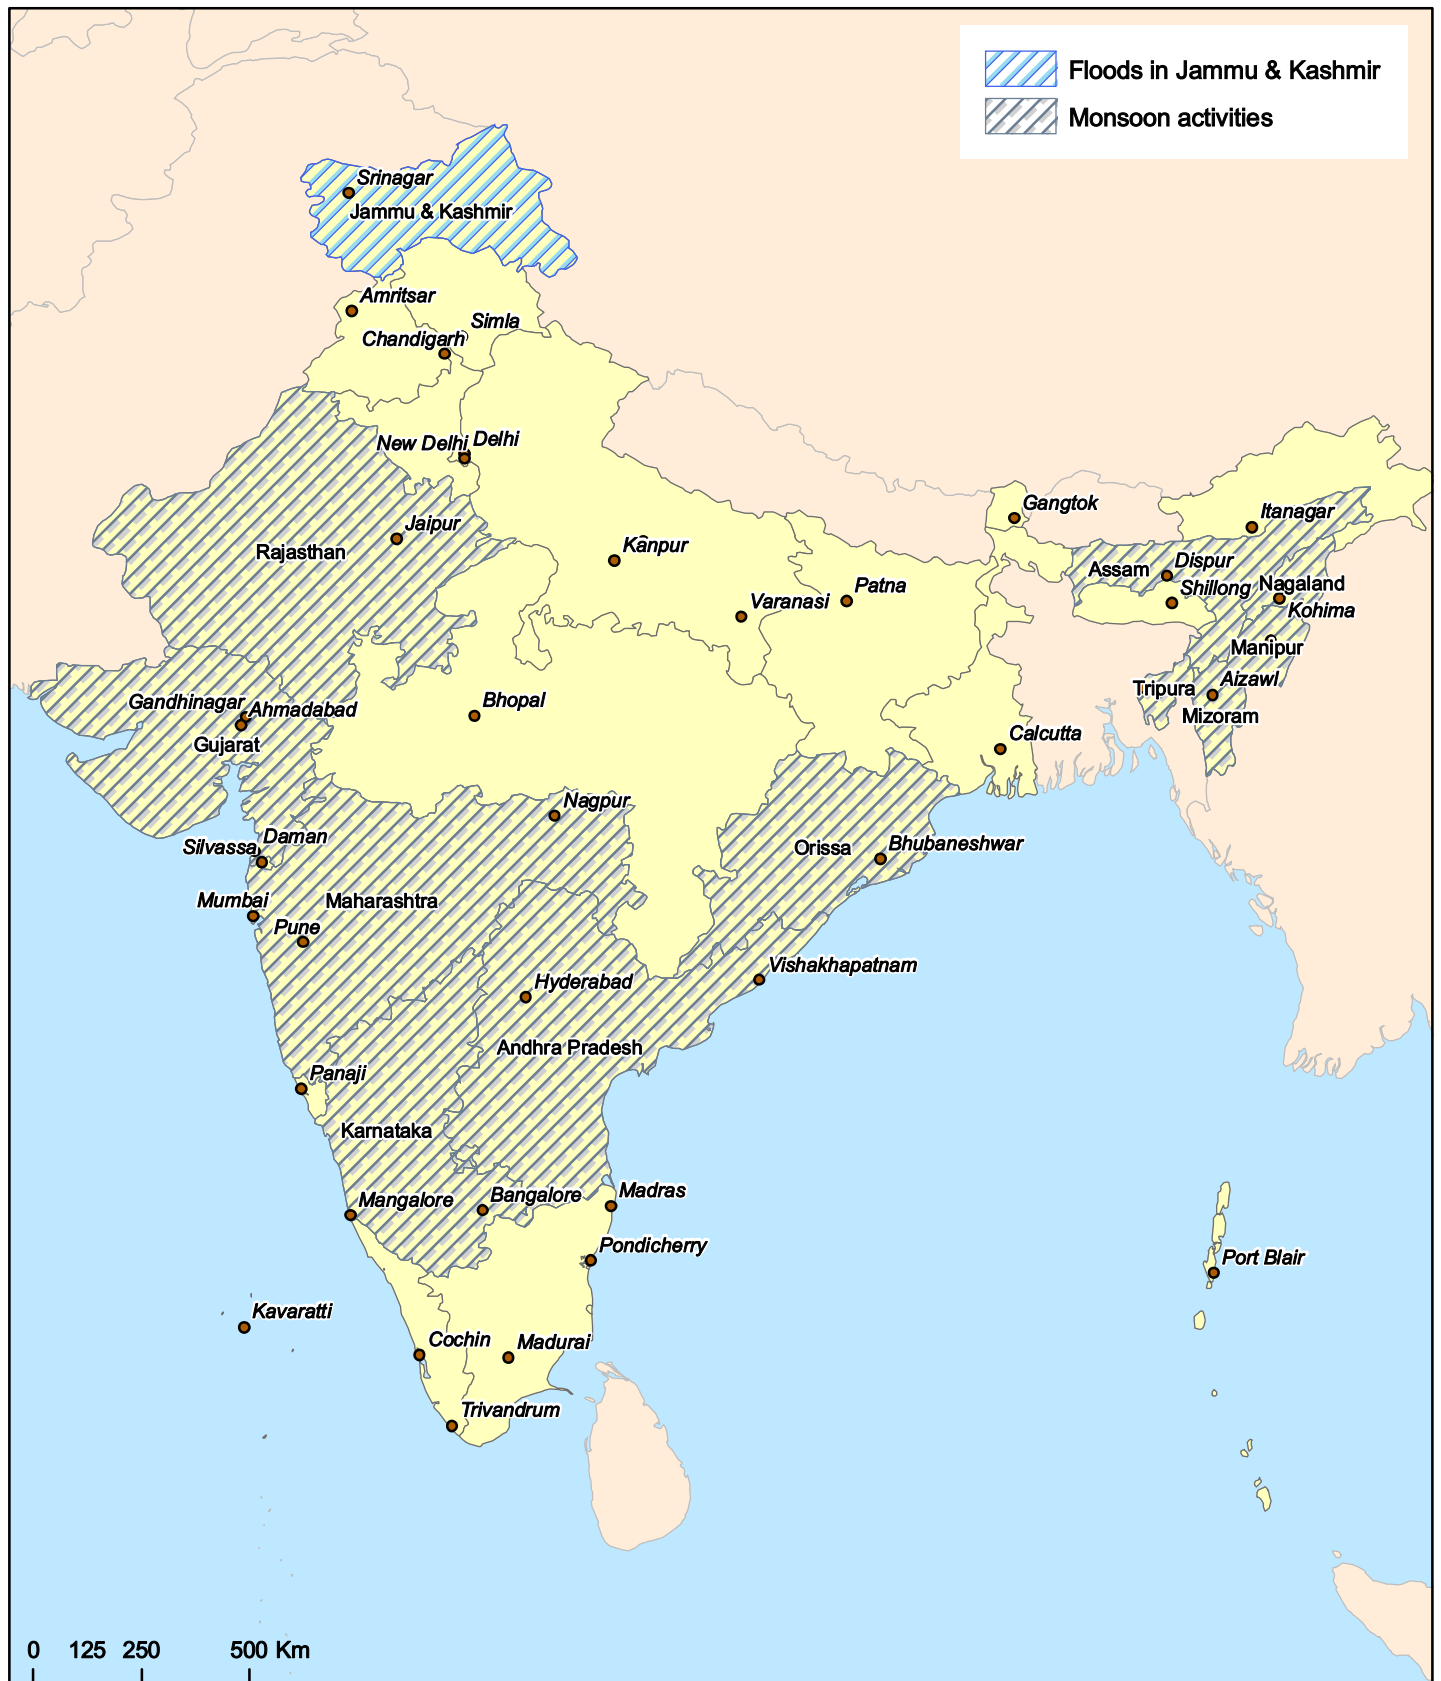 Floods in Jammu & Kashmir
Monsoon activities
Srinagar
Jammu & Kashmir
Amritsar
Simla
Chandigarh
New Delhi
Delhi
Gangtok
Itanagar
Jaipur
Rajasthan
Kanpur
Dispur
Assam
Shillong
Nagaland
Patna
Varanasi
Kohima
Manipur
Aizawl
Tripura
Mizoram
Gandhinagar
Ahmadabad
Bhopal
Gujarat
Calcutta
Nagpur
Daman
Silvassa
Orissa
Bhubaneshwar
Mumbai
Maharashtra
Pune
Vishakhapatnam
Hyderabad
Andhra Pradesh
Panaji
Karnataka
Mangalore
Bangalore
Madras
Pondicherry
Port Blair
Kavaratti
Cochin
Madurai
Trivandrum
0 125 250 500 Km